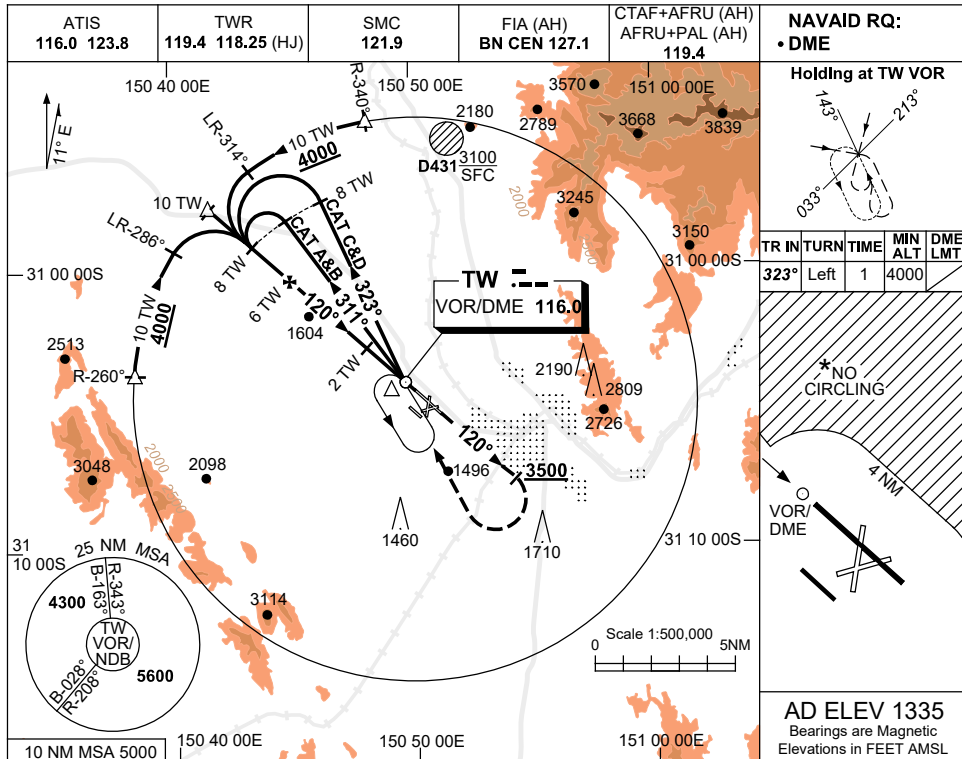 ATIS
116.0 123.8
TWR
119.4 118.25 (HJ)
SMC
121.9
FIA (AH)
BN CEN 127.1
CTAF+AFRU (AH)
AFRU+PAL (AH)
119.4
NAVAID RQ:
• DME
150 40 00E
150 50 00E
151 00 00E
11° E
R-340°
10 TW
4000
LR-314°
10 TW
LR-286°
8 TW
8 TW
CAT A&B
CAT C&D
6 TW
120°
311°
323°
2 TW
10 TW
4000
R-260°
2180
D431 3100
SFC
2789
3570
3668
3839
3245
3150
2000
31 00 00S
31 00 00S
TW
VOR/DME 116.0
1604
2513
3048
2000
2098
2190
2809
2726
120°
3500
1496
1460
1710
3114
31
10 00S
31 10 00S
25 NM MSA
R-343°
B-163°
4300
TW
VOR/
NDB
5600
B-028°
R-208°
10 NM MSA 5000
150 40 00E
150 50 00E
151 00 00E
Scale 1:500,000
0
5NM
Holding at TW VOR
143°
213°
033°
TR IN TURN TIME MIN ALT DME LMT
323° Left 1 4000
*NO
CIRCLING
4 NM
VOR/
DME
AD ELEV 1335
Bearings are Magnetic
Elevations in FEET AMSL